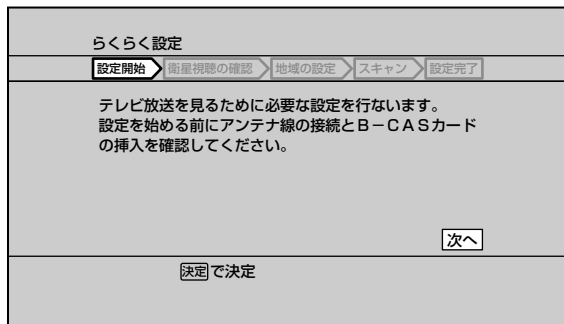 らくらく設定
設定開始 衛星視聴の確認 地域の設定 スキャン 設定完了
テレビ放送を見るために必要な設定を行ないます。
設定を始める前にアンテナ線の接続とB－CASカード
の挿入を確認してください。
次へ
決定で決定